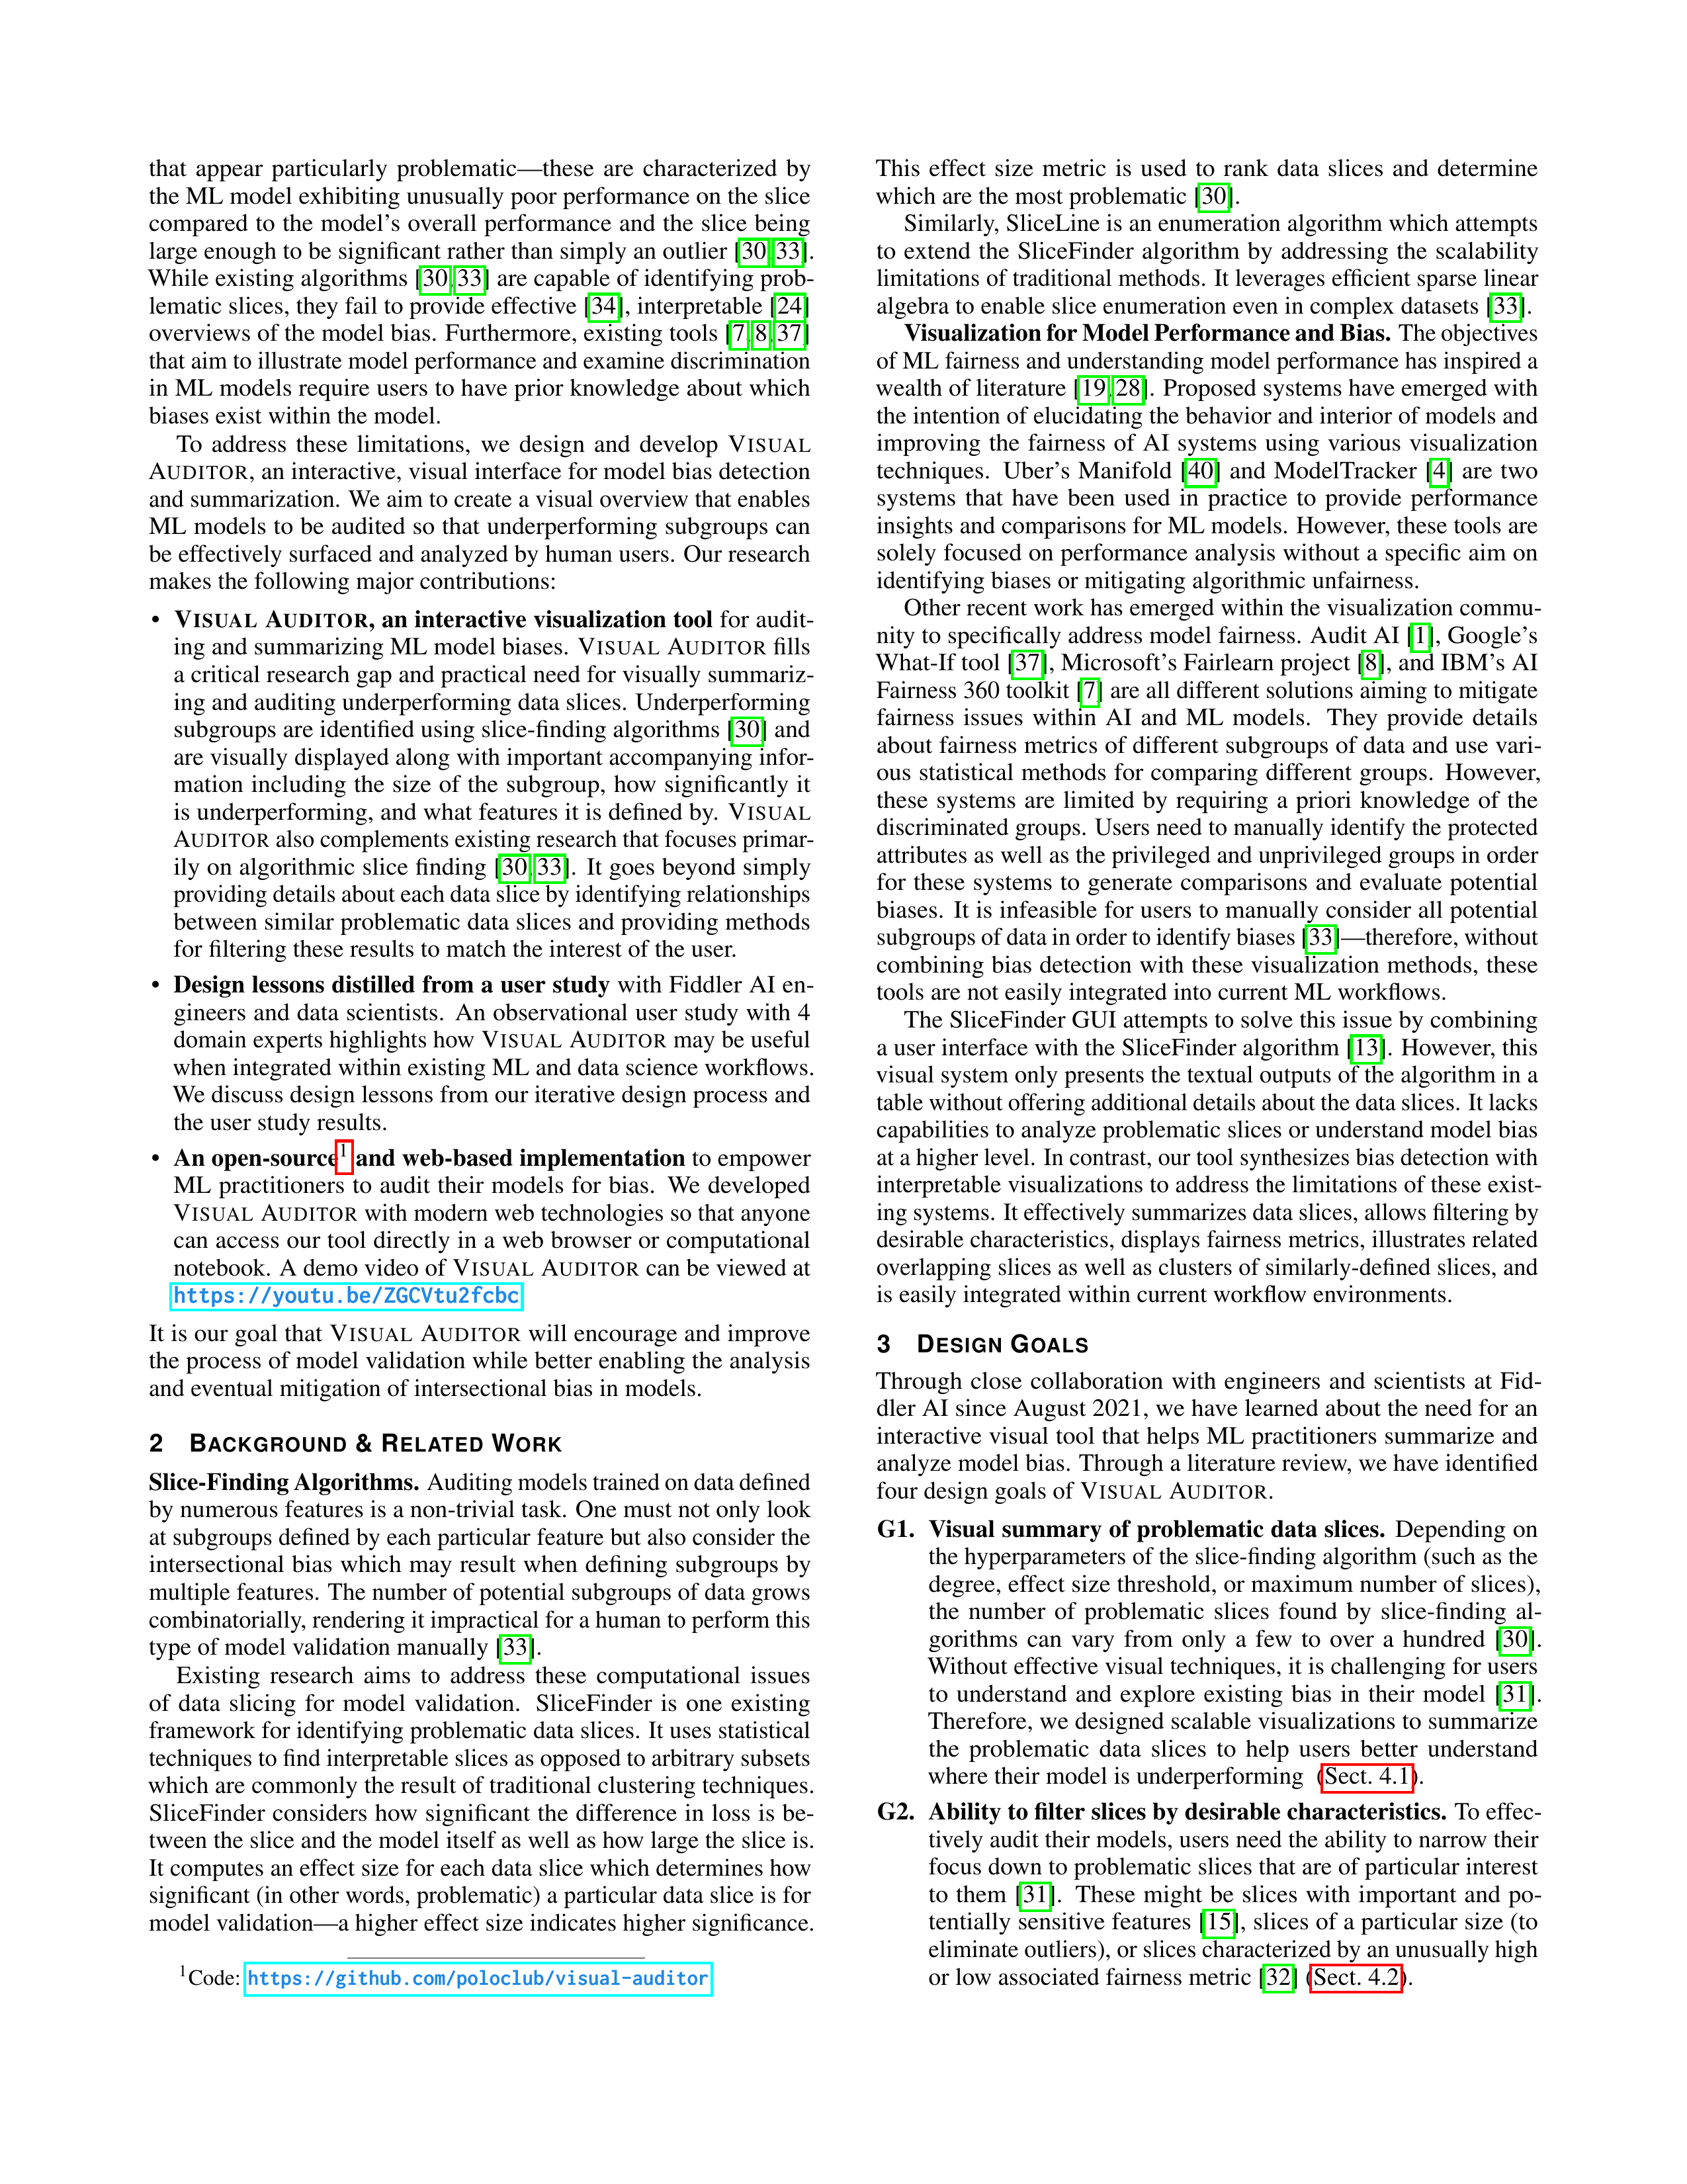 that appear particularly problematic—these are characterized by
the ML model exhibiting unusually poor performance on the slice
compared to the model's overall performance and the slice being
large enough to be significant rather than simply an outlier [30,33].
While existing algorithms [30,33] are capable of identifying prob-
lematic slices, they fail to provide effective [34], interpretable [24]
overviews of the model bias. Furthermore, existing tools [7,8,37]
that aim to illustrate model performance and examine discrimination
in ML models require users to have prior knowledge about which
biases exist within the model.
To address these limitations, we design and develop VISUAL
AUDITOR, an interactive, visual interface for model bias detection
and summarization. We aim to create a visual overview that enables
ML models to be audited so that underperforming subgroups can
be effectively surfaced and analyzed by human users. Our research
makes the following major contributions:
• VISUAL AUDITOR, an interactive visualization tool for audit-
ing and summarizing ML model biases. VISUAL AUDITOR fills
a critical research gap and practical need for visually summariz-
ing and auditing underperforming data slices. Underperforming
subgroups are identified using slice-finding algorithms [30] and
are visually displayed along with important accompanying infor-
mation including the size of the subgroup, how significantly it
is underperforming, and what features it is defined by. VISUAL
AUDITOR also complements existing research that focuses primar-
ily on algorithmic slice finding [30,33]. It goes beyond simply
providing details about each data slice by identifying relationships
between similar problematic data slices and providing methods
for filtering these results to match the interest of the user.
• Design lessons distilled from a user study with Fiddler AI en-
gineers and data scientists. An observational user study with 4
domain experts highlights how VISUAL AUDITOR may be useful
when integrated within existing ML and data science workflows.
We discuss design lessons from our iterative design process and
the user study results.
• An open-source1 and web-based implementation to empower
ML practitioners to audit their models for bias. We developed
VISUAL AUDITOR with modern web technologies so that anyone
can access our tool directly in a web browser or computational
notebook. A demo video of VISUAL AUDITOR can be viewed at
https://youtu.be/ZGCVtu2fcbc
It is our goal that VISUAL AUDITOR will encourage and improve
the process of model validation while better enabling the analysis
and eventual mitigation of intersectional bias in models.
2 BACKGROUND & RELATED WORK
Slice-Finding Algorithms. Auditing models trained on data defined
by numerous features is a non-trivial task. One must not only look
at subgroups defined by each particular feature but also consider the
intersectional bias which may result when defining subgroups by
multiple features. The number of potential subgroups of data grows
combinatorially, rendering it impractical for a human to perform this
type of model validation manually [33].
Existing research aims to address these computational issues
of data slicing for model validation. SliceFinder is one existing
framework for identifying problematic data slices. It uses statistical
techniques to find interpretable slices as opposed to arbitrary subsets
which are commonly the result of traditional clustering techniques.
SliceFinder considers how significant the difference in loss is be-
tween the slice and the model itself as well as how large the slice is.
It computes an effect size for each data slice which determines how
significant (in other words, problematic) a particular data slice is for
model validation—a higher effect size indicates higher significance.
1Code: https://github.com/poloclub/visual-auditor
This effect size metric is used to rank data slices and determine
which are the most problematic [30].
Similarly, SliceLine is an enumeration algorithm which attempts
to extend the SliceFinder algorithm by addressing the scalability
limitations of traditional methods. It leverages efficient sparse linear
algebra to enable slice enumeration even in complex datasets [33].
Visualization for Model Performance and Bias. The objectives
of ML fairness and understanding model performance has inspired a
wealth of literature [19,28]. Proposed systems have emerged with
the intention of elucidating the behavior and interior of models and
improving the fairness of AI systems using various visualization
techniques. Uber's Manifold [40] and ModelTracker [4] are two
systems that have been used in practice to provide performance
insights and comparisons for ML models. However, these tools are
solely focused on performance analysis without a specific aim on
identifying biases or mitigating algorithmic unfairness.
Other recent work has emerged within the visualization commu-
nity to specifically address model fairness. Audit AI [1], Google's
What-If tool [37], Microsoft's Fairlearn project [8], and IBM's AI
Fairness 360 toolkit [7] are all different solutions aiming to mitigate
fairness issues within AI and ML models. They provide details
about fairness metrics of different subgroups of data and use vari-
ous statistical methods for comparing different groups. However,
these systems are limited by requiring a priori knowledge of the
discriminated groups. Users need to manually identify the protected
attributes as well as the privileged and unprivileged groups in order
for these systems to generate comparisons and evaluate potential
biases. It is infeasible for users to manually consider all potential
subgroups of data in order to identify biases [33]—therefore, without
combining bias detection with these visualization methods, these
tools are not easily integrated into current ML workflows.
The SliceFinder GUI attempts to solve this issue by combining
a user interface with the SliceFinder algorithm [13]. However, this
visual system only presents the textual outputs of the algorithm in a
table without offering additional details about the data slices. It lacks
capabilities to analyze problematic slices or understand model bias
at a higher level. In contrast, our tool synthesizes bias detection with
interpretable visualizations to address the limitations of these exist-
ing systems. It effectively summarizes data slices, allows filtering by
desirable characteristics, displays fairness metrics, illustrates related
overlapping slices as well as clusters of similarly-defined slices, and
is easily integrated within current workflow environments.
3 DESIGN GOALS
Through close collaboration with engineers and scientists at Fid-
dler AI since August 2021, we have learned about the need for an
interactive visual tool that helps ML practitioners summarize and
analyze model bias. Through a literature review, we have identified
four design goals of VISUAL AUDITOR.
G1. Visual summary of problematic data slices. Depending on
the hyperparameters of the slice-finding algorithm (such as the
degree, effect size threshold, or maximum number of slices),
the number of problematic slices found by slice-finding al-
gorithms can vary from only a few to over a hundred [30].
Without effective visual techniques, it is challenging for users
to understand and explore existing bias in their model [31].
Therefore, we designed scalable visualizations to summarize
the problematic data slices to help users better understand
where their model is underperforming (Sect. 4.1).
G2. Ability to filter slices by desirable characteristics. To effec-
tively audit their models, users need the ability to narrow their
focus down to problematic slices that are of particular interest
to them [31]. These might be slices with important and po-
tentially sensitive features [15], slices of a particular size (to
eliminate outliers), or slices characterized by an unusually high
or low associated fairness metric [32] (Sect. 4.2).